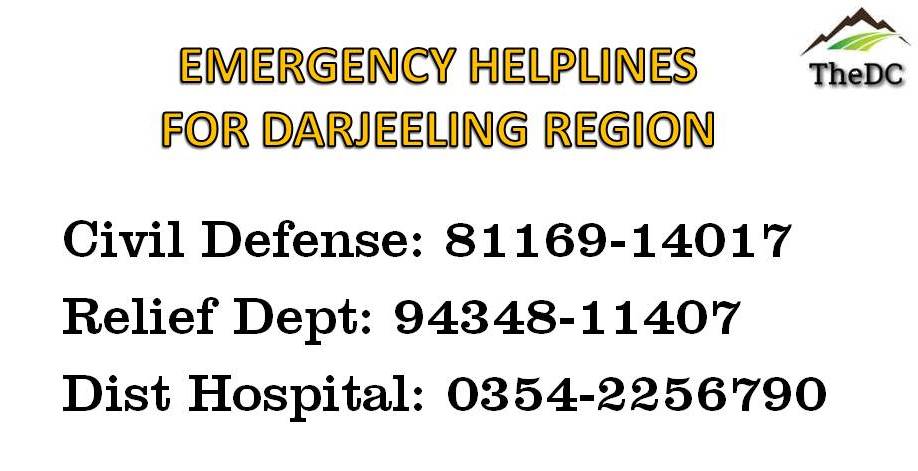 TheDC
EMERGENCY HELPLINES
FOR DARJEELING REGION
Civil Defense: 81169-14017
Relief Dept: 94348-11407
Dist Hospital: 0354-2256790